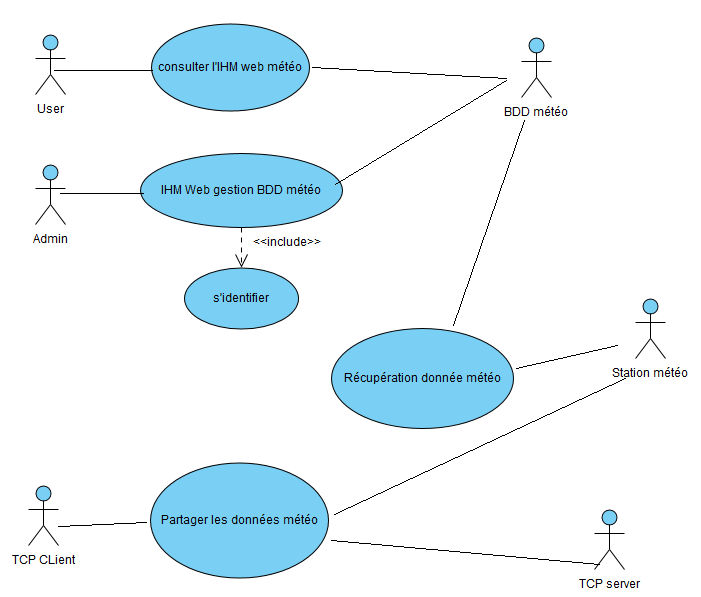 consulter l'IHM web météo
User
BDD météo
IHM Web gestion BDD météo
Admin
<<include>>
s'identifier
Récupération donnée météo
Station météo
Partager les données météo
TCP CLient
TCP server